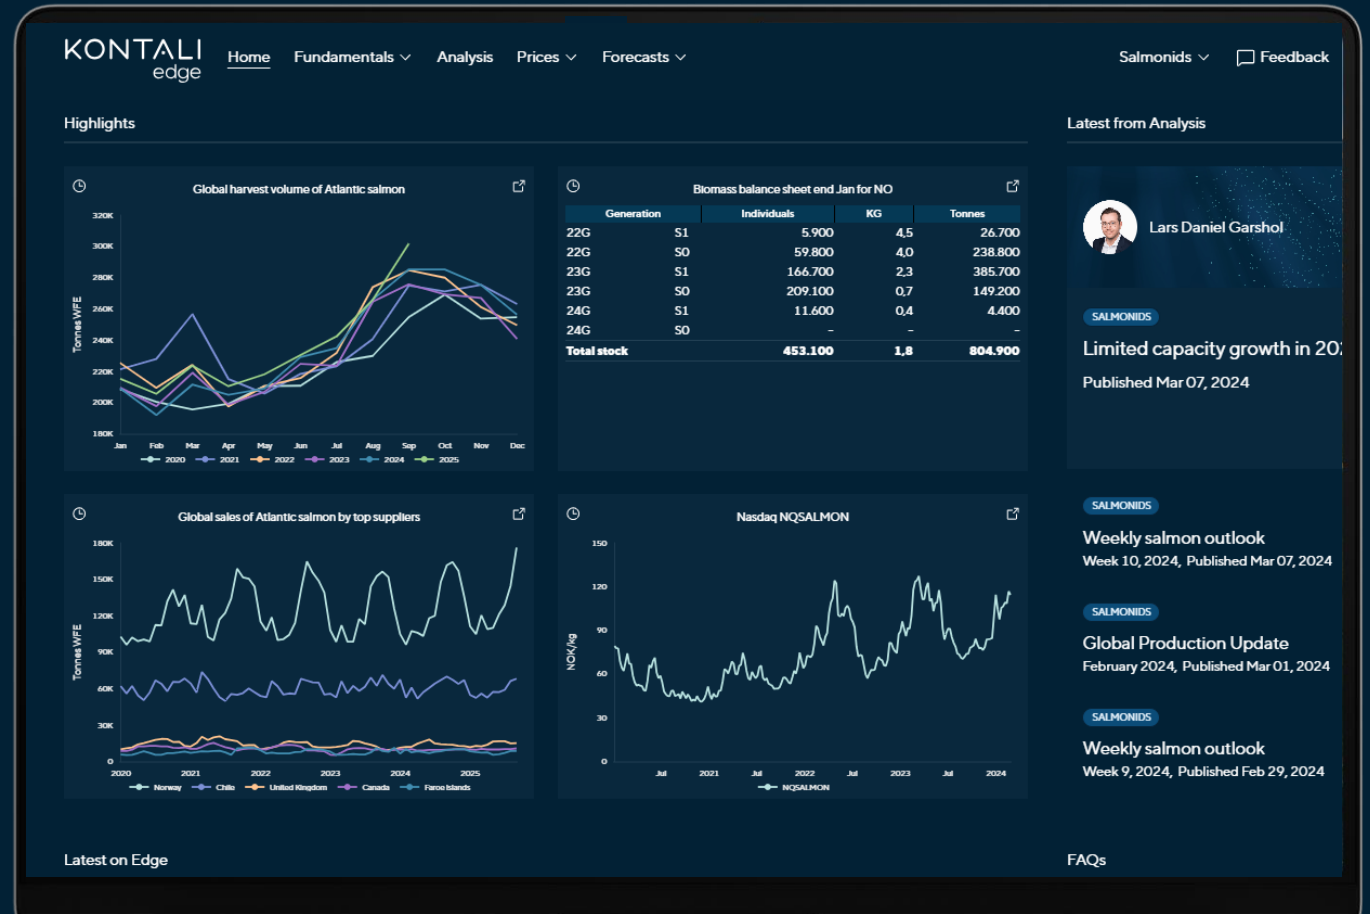 KONTALI
edge
Home
Fundamentals
Analysis
Prices
Forecasts
Salmonids
Feedback
Highlights
Latest from Analysis
Global harvest volume of Atlantic salmon
320K
300K
280K
260K
240K
220K
200K
180K
Tonnes WFE
Jan Feb Mar Apr May Jun Jul Aug Sep Oct Nov Dec
2020 2021 2022 2023 2024 2025
Biomass balance sheet end Jan for NO
Generation Individuals KG Tonnes
22G S1 5.900 4,5 26.700
22G S0 59.800 4,0 238.800
23G S1 166.700 2,3 385.700
23G S0 209.100 0,7 149.200
24G S1 11.600 0,4 4.400
24G S0 – – –
Total stock 453.100 1,8 804.900
Lars Daniel Garshol
SALMONIDS
Limited capacity growth in
Published Mar 07, 2024
Global sales of Atlantic salmon by top suppliers
180K
150K
120K
90K
60K
30K
0
Tonnes WFE
2020 2021 2022 2023 2024 2025
Norway Chile United Kingdom Canada Faroe Islands
Nasdaq NQSALMON
150
120
90
60
30
0
NOK/kg
Jul 2021 Jul 2022 Jul 2023 Jul 2024
NQSALMON
SALMONIDS
Weekly salmon outlook
Week 10, 2024, Published Mar 07, 2024
SALMONIDS
Global Production Update
February 2024, Published Mar 01, 2024
SALMONIDS
Weekly salmon outlook
Week 9, 2024, Published Feb 29, 2024
Latest on Edge
FAQs